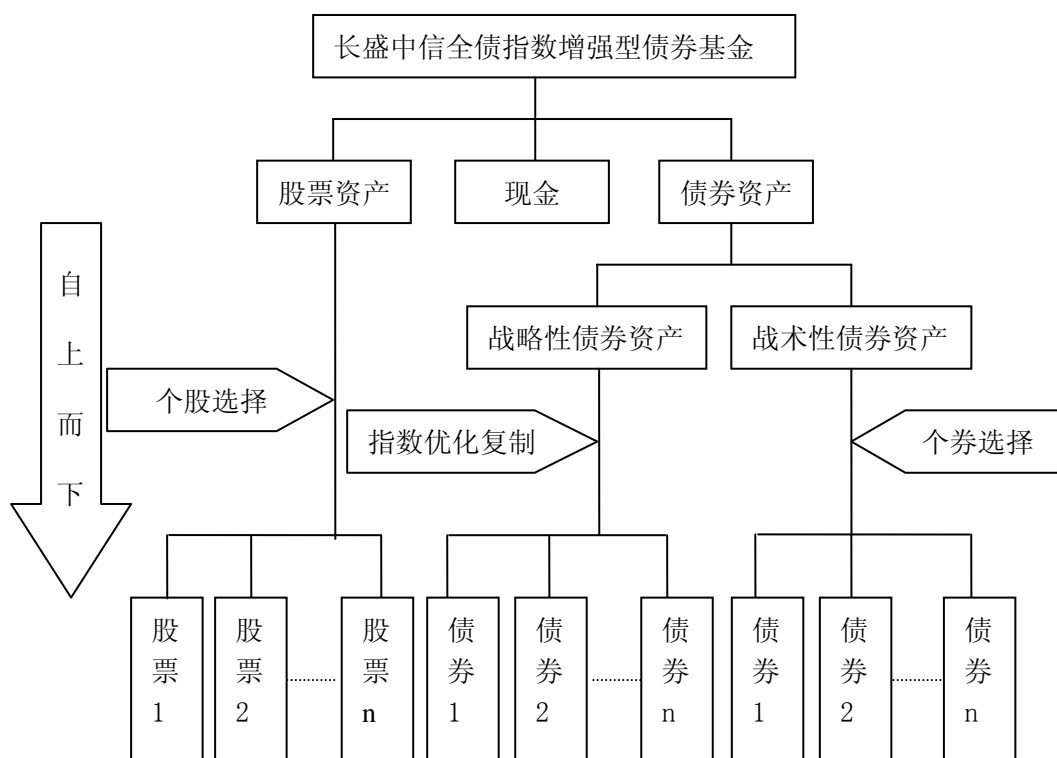 长盛中信全债指数增强型债券基金
股票资产
现金
债券资产
自上而下
战略性债券资产
战术性债券资产
个股选择
指数优化复制
个券选择
股票1
股票2
股票n
债券1
债券2
债券n
债券1
债券2
债券n